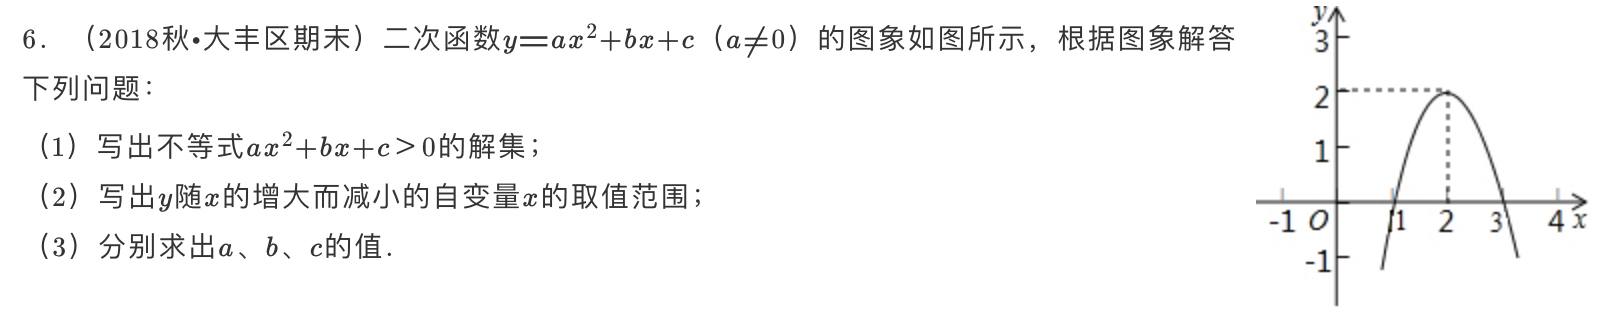 6. （2018秋•大丰区期末）二次函数y=ax²+bx+c（a≠0）的图象如图所示，根据图象解答
下列问题：
（1）写出不等式ax²+bx+c>0的解集；
（2）写出y随x的增大而减小的自变量x的取值范围；
（3）分别求出a、b、c的值.
y
3
2
1
-1 O 1 2 3 4 x
-1